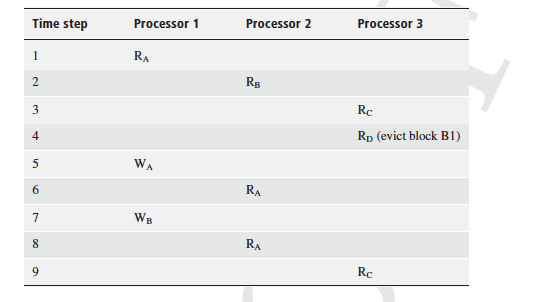 Time step Processor 1 Processor 2 Processor 3
1 R_A
2 R_B
3 R_C
4 R_D (evict block B1)
5 W_A
6 R_A
7 W_B
8 R_A
9 R_C